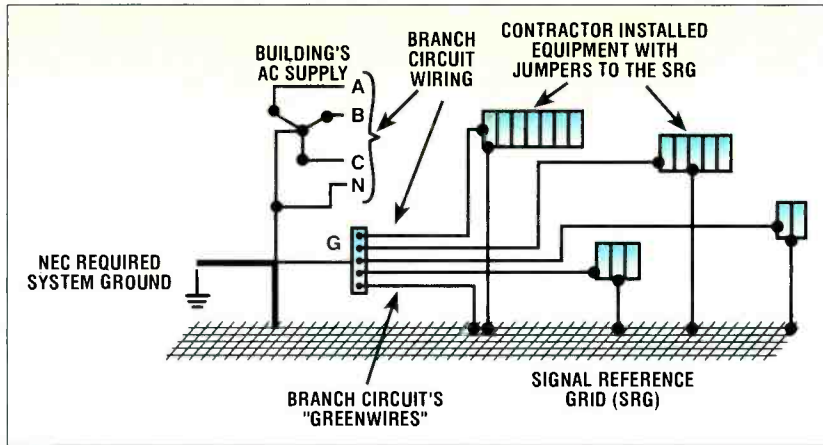 BUILDING'S
AC SUPPLY
BRANCH
CIRCUIT
WIRING
CONTRACTOR INSTALLED
EQUIPMENT WITH
JUMPERS TO THE SRG
A
B
C
N
G
NEC REQUIRED
SYSTEM GROUND
BRANCH CIRCUIT'S
"GREENWIRES"
SIGNAL REFERENCE
GRID (SRG)